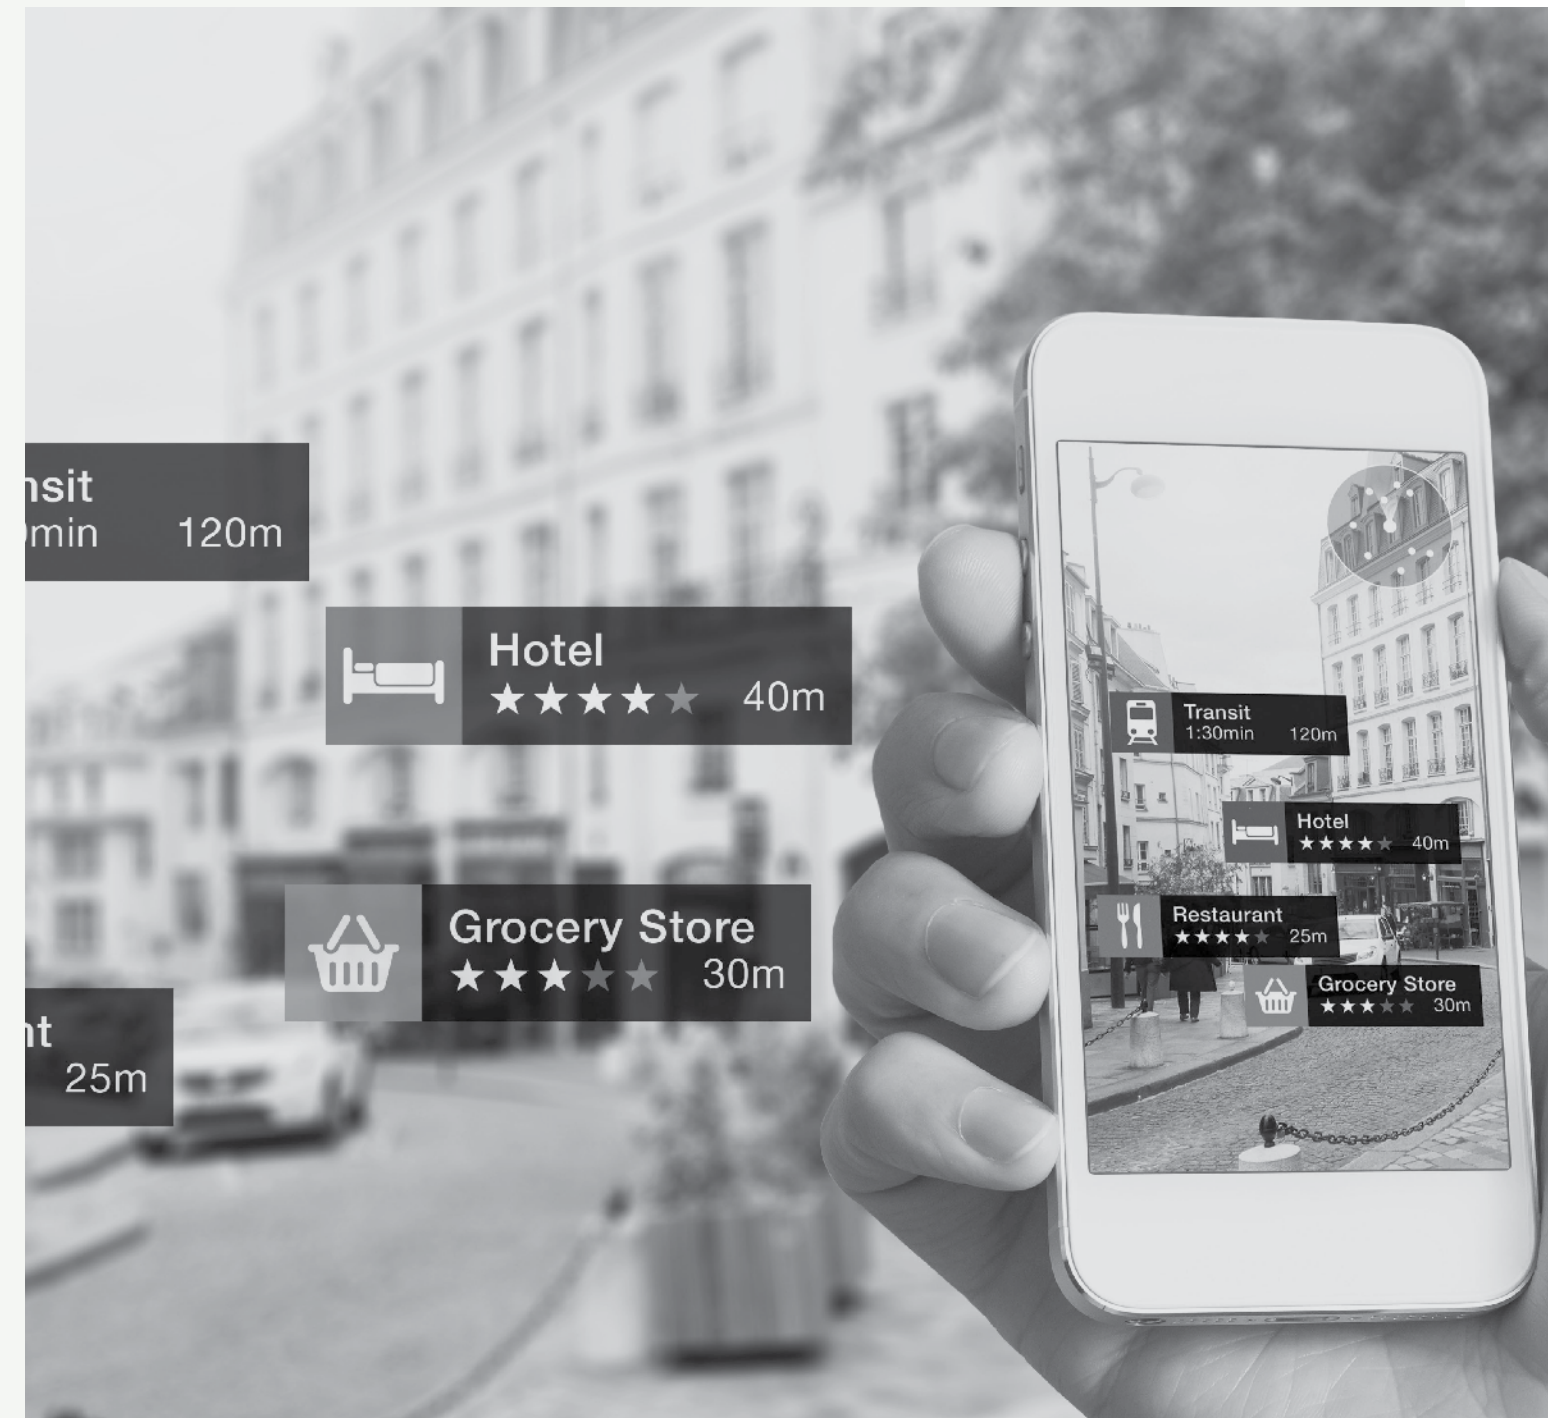 nsit
min 120m
Hotel
40m
Grocery Store
30m
nt
25m
Transit
1:30min 120m
Hotel
40m
Restaurant
25m
Grocery Store
30m